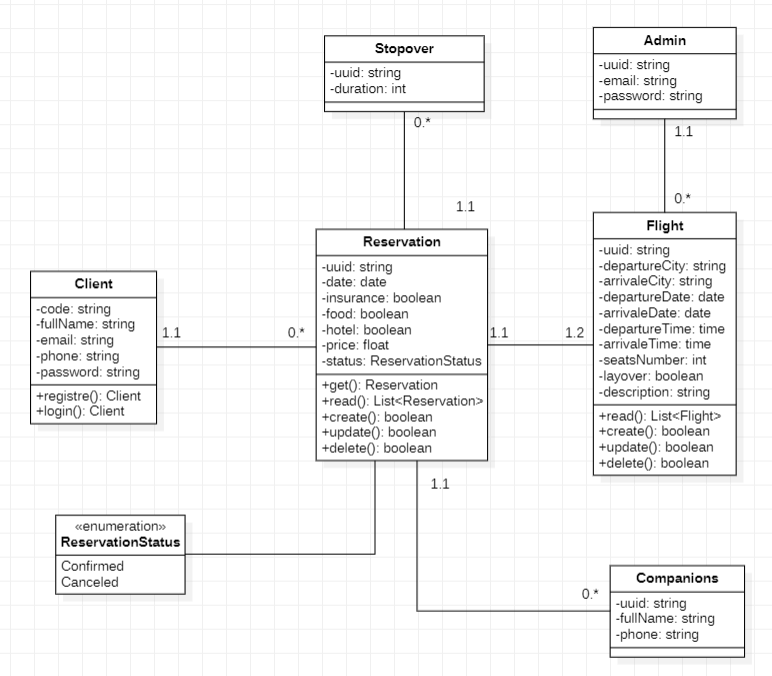 Stopover
-uuid: string
-duration: int
0.*
1.1
Admin
-uuid: string
-email: string
-password: string
1.1
0.*
Client
-code: string
-fullName: string
-email: string
-phone: string
-password: string
+registre(): Client
+login(): Client
1.1
0.*
Reservation
-uuid: string
-date: date
-insurance: boolean
-food: boolean
-hotel: boolean
-price: float
-status: ReservationStatus
+get(): Reservation
+read(): List<Reservation>
+create(): boolean
+update(): boolean
+delete(): boolean
1.1
1.2
Flight
-uuid: string
-departureCity: string
-arrivaleCity: string
-departureDate: date
-arrivaleDate: date
-departureTime: time
-arrivaleTime: time
-seatsNumber: int
-layover: boolean
-description: string
+read(): List<Flight>
+create(): boolean
+update(): boolean
+delete(): boolean
«enumeration»
ReservationStatus
Confirmed
Canceled
1.1
0.*
Companions
-uuid: string
-fullName: string
-phone: string